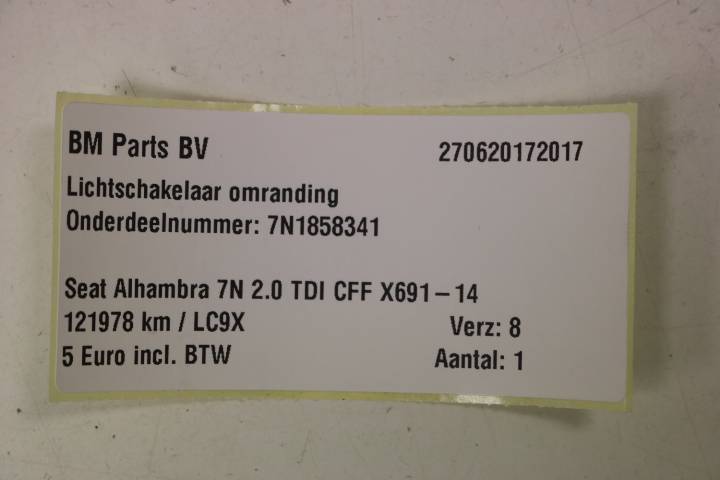 BM Parts BV 270620172017
Lichtschakelaar omranding
Onderdeelnummer: 7N1858341
Seat Alhambra 7N 2.0 TDI CFF X691-14
121978 km / LC9X Verz: 8
5 Euro incl. BTW Aantal: 1